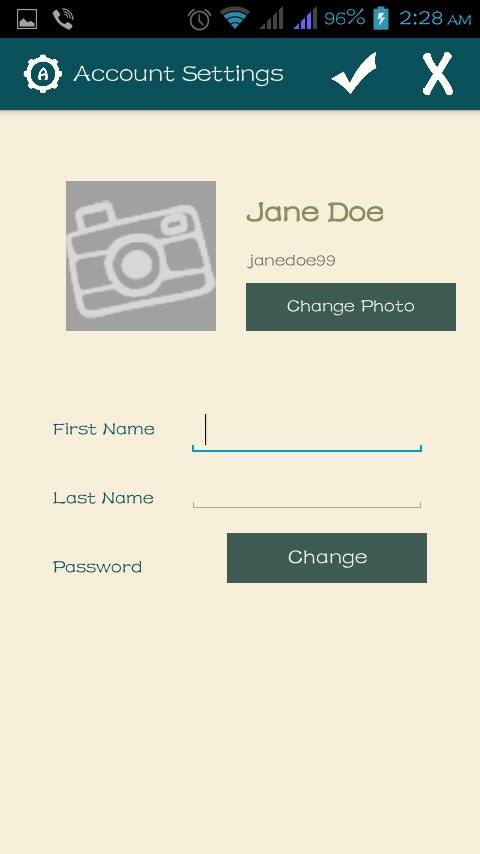 96% 2:28 AM
A Account Settings
Jane Doe
janedoe99
Change Photo
First Name
Last Name
Password Change